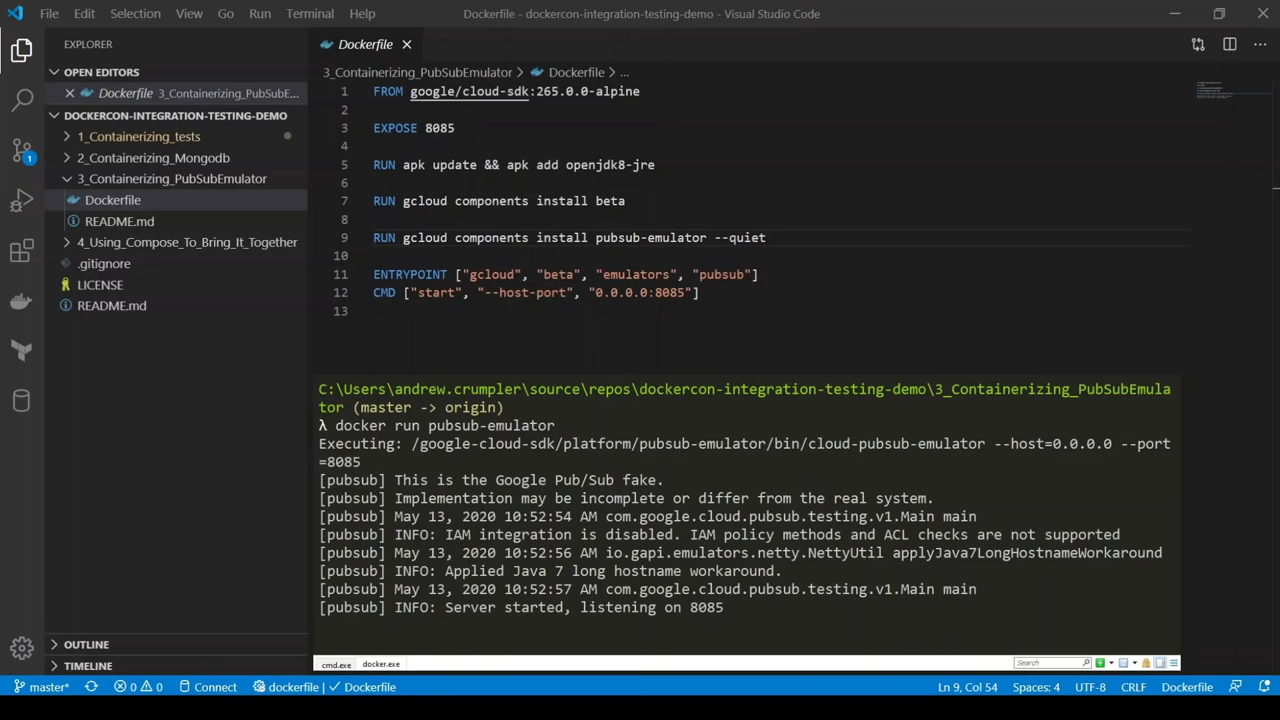 File Edit Selection View Go Run Terminal Help
Dockerfile - dockercon-integration-testing-demo - Visual Studio Code
EXPLORER
OPEN EDITORS
Dockerfile 3_Containerizing_PubSubE...
DOCKERCON-INTEGRATION-TESTING-DEMO
1_Containerizing_tests
2_Containerizing_Mongodb
3_Containerizing_PubSubEmulator
Dockerfile
README.md
4_Using_Compose_To_Bring_It_Together
.gitignore
LICENSE
README.md
OUTLINE
TIMELINE
1
Dockerfile
3_Containerizing_PubSubEmulator > Dockerfile > ...
1 FROM google/cloud-sdk:265.0.0-alpine
2
3 EXPOSE 8085
4
5 RUN apk update && apk add openjdk8-jre
6
7 RUN gcloud components install beta
8
9 RUN gcloud components install pubsub-emulator --quiet
10
11 ENTRYPOINT ["gcloud", "beta", "emulators", "pubsub"]
12 CMD ["start", "--host-port", "0.0.0.0:8085"]
13
C:\Users\andrew.crumpler\source\repos\dockercon-integration-testing-demo\3_Containerizing_PubSubEmula
tor (master -> origin)
λ docker run pubsub-emulator
Executing: /google-cloud-sdk/platform/pubsub-emulator/bin/cloud-pubsub-emulator --host=0.0.0.0 --port
=8085
[pubsub] This is the Google Pub/Sub fake.
[pubsub] Implementation may be incomplete or differ from the real system.
[pubsub] May 13, 2020 10:52:54 AM com.google.cloud.pubsub.testing.v1.Main main
[pubsub] INFO: IAM integration is disabled. IAM policy methods and ACL checks are not supported
[pubsub] May 13, 2020 10:52:56 AM io.gapi.emulators.netty.NettyUtil applyJava7LongHostnameWorkaround
[pubsub] INFO: Applied Java 7 long hostname workaround.
[pubsub] May 13, 2020 10:52:57 AM com.google.cloud.pubsub.testing.v1.Main main
[pubsub] INFO: Server started, listening on 8085
cmd.exe docker.exe Search
master* 0 0 Connect dockerfile | Dockerfile Ln 9, Col 54 Spaces: 4 UTF-8 CRLF Dockerfile